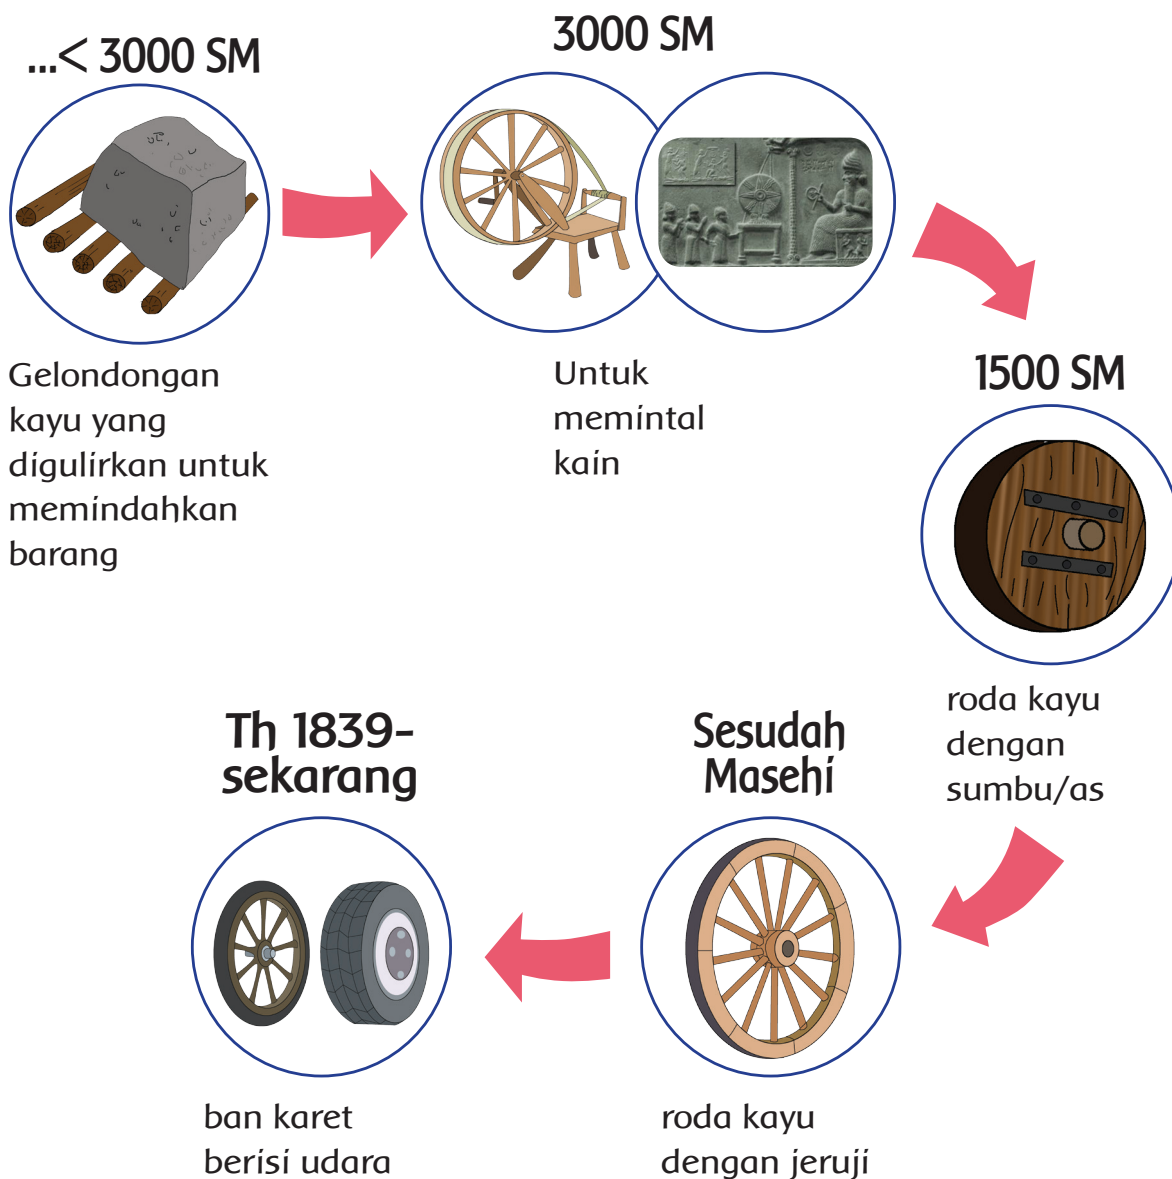 ...< 3000 SM
Gelondongan
kayu yang
digulirkan untuk
memindahkan
barang
3000 SM
Untuk
memintal
kain
1500 SM
roda kayu
dengan
sumbu/as
Sesudah
Masehi
roda kayu
dengan jeruji
Th 1839-
sekarang
ban karet
berisi udara